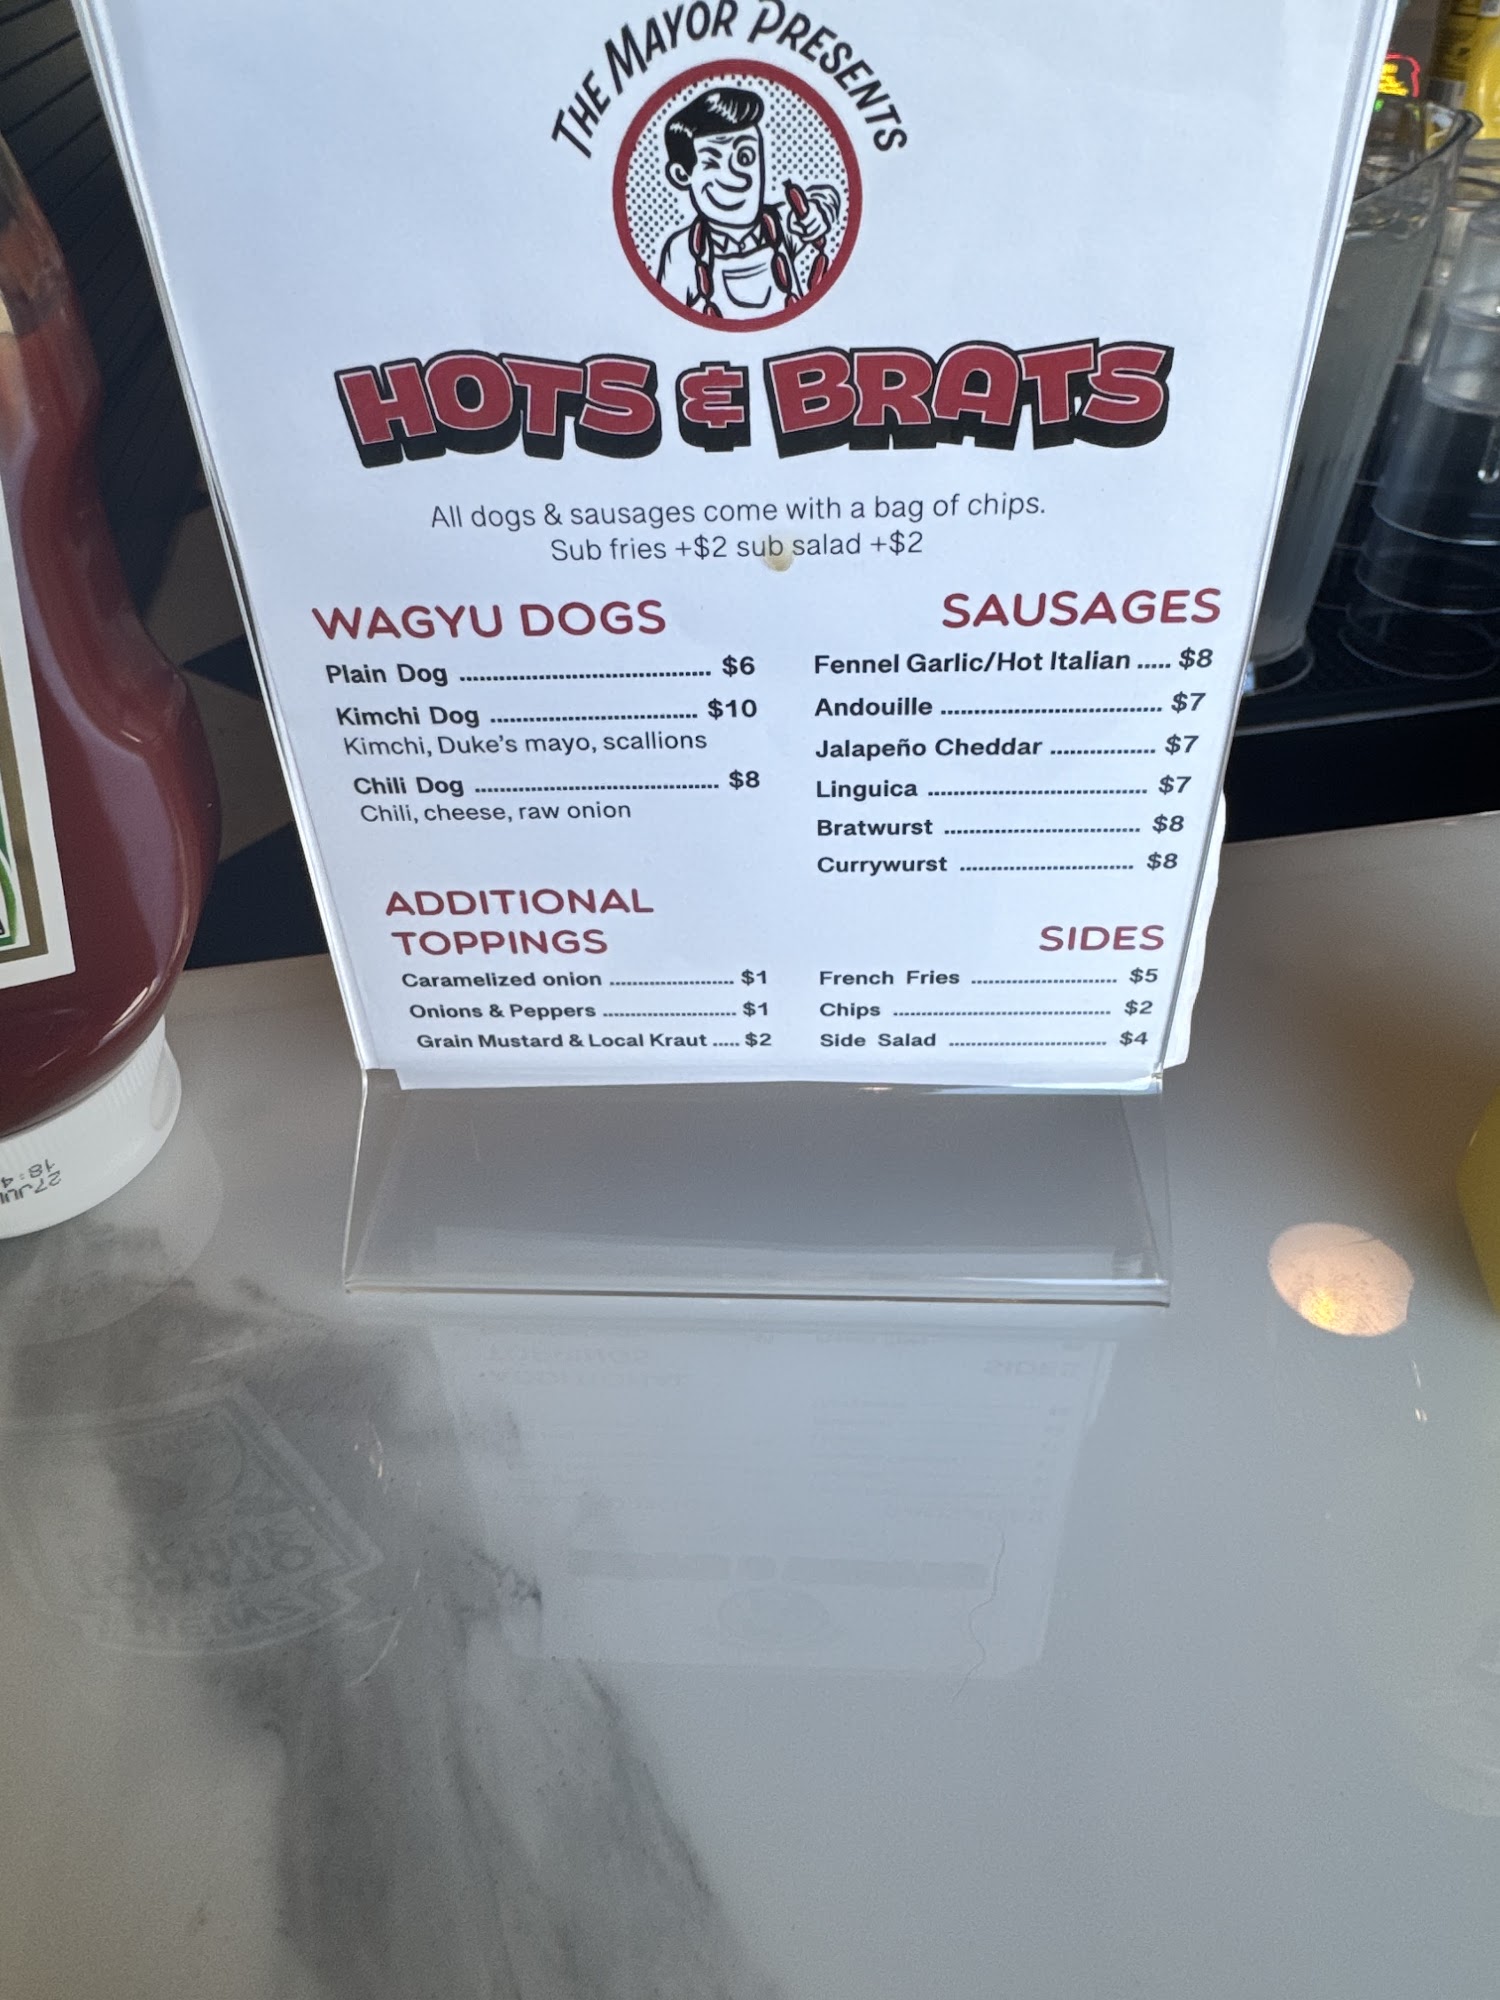 THE MAYOR PRESENTS
HOTS & BRATS
All dogs & sausages come with a bag of chips.
Sub fries +$2 sub salad +$2
WAGYU DOGS
Plain Dog ...................................... $6
Kimchi Dog ................................ $10
Kimchi, Duke's mayo, scallions
Chili Dog ..................................... $8
Chili, cheese, raw onion
ADDITIONAL
TOPPINGS
Caramelized onion ...................... $1
Onions & Peppers ........................ $1
Grain Mustard & Local Kraut ..... $2
SAUSAGES
Fennel Garlic/Hot Italian ..... $8
Andouille .................................. $7
Jalapeño Cheddar ................ $7
Linguica .................................. $7
Bratwurst .............................. $8
Currywurst ........................... $8
SIDES
French Fries ......................... $5
Chips ..................................... $2
Side Salad ........................... $4